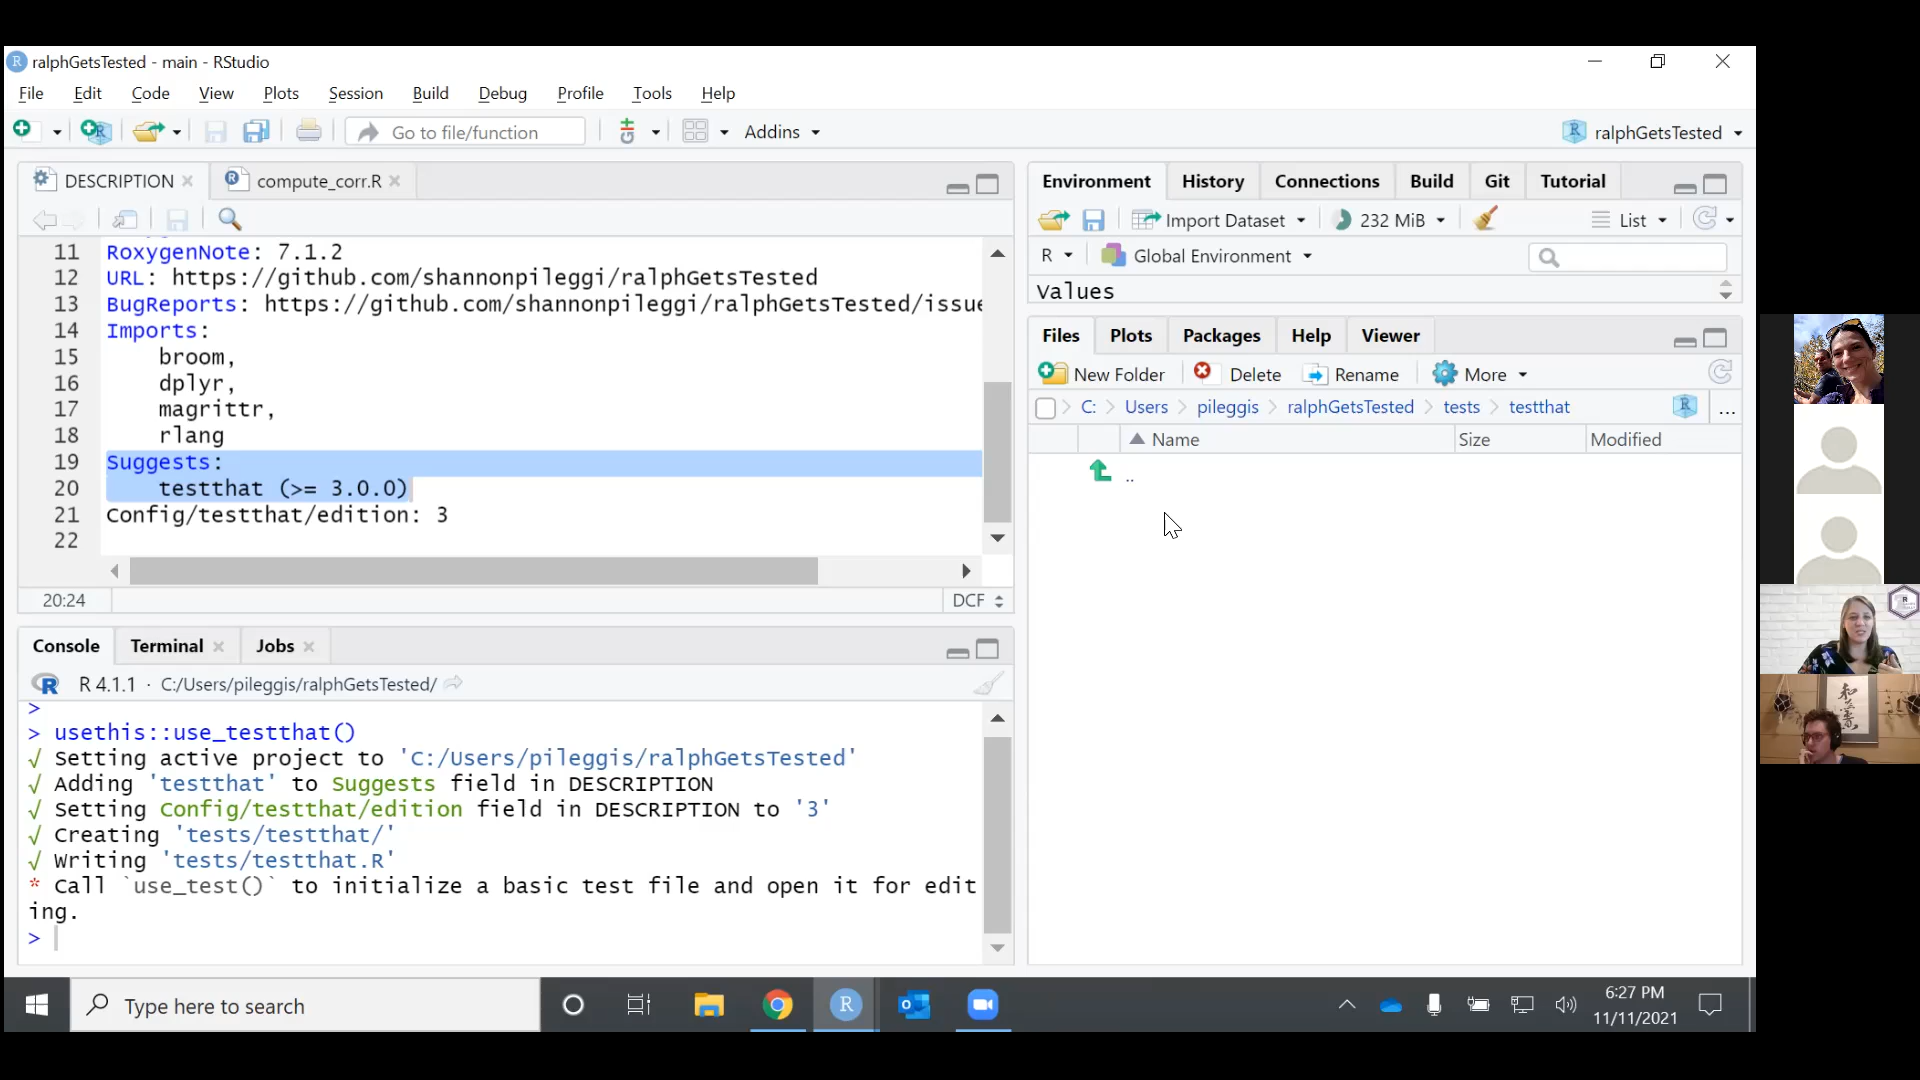 ralphGetsTested - main - RStudio
File Edit Code View Plots Session Build Debug Profile Tools Help
Go to file/function
Addins
ralphGetsTested
DESCRIPTION
compute_corr.R
11 RoxygenNote: 7.1.2
12 URL: https://github.com/shannonpileggi/ralphGetsTested
13 BugReports: https://github.com/shannonpileggi/ralphGetsTested/issue
14 Imports:
15 broom,
16 dplyr,
17 magrittr,
18 rlang
19 Suggests:
20 testthat (>= 3.0.0)
21 Config/testthat/edition: 3
22
20:24
DCF
Console Terminal Jobs
R 4.1.1 · C:/Users/pileggis/ralphGetsTested/
>
> usethis::use_testthat()
√ Setting active project to 'C:/Users/pileggis/ralphGetsTested'
√ Adding 'testthat' to Suggests field in DESCRIPTION
√ Setting Config/testthat/edition field in DESCRIPTION to '3'
√ Creating 'tests/testthat/'
√ Writing 'tests/testthat.R'
* Call `use_test()` to initialize a basic test file and open it for edit
ing.
>
Environment History Connections Build Git Tutorial
Import Dataset 232 MiB List
R Global Environment
Values
Files Plots Packages Help Viewer
New Folder Delete Rename More
C: Users pileggis ralphGetsTested tests testthat ...
Name Size Modified
..
Type here to search
6:27 PM
11/11/2021